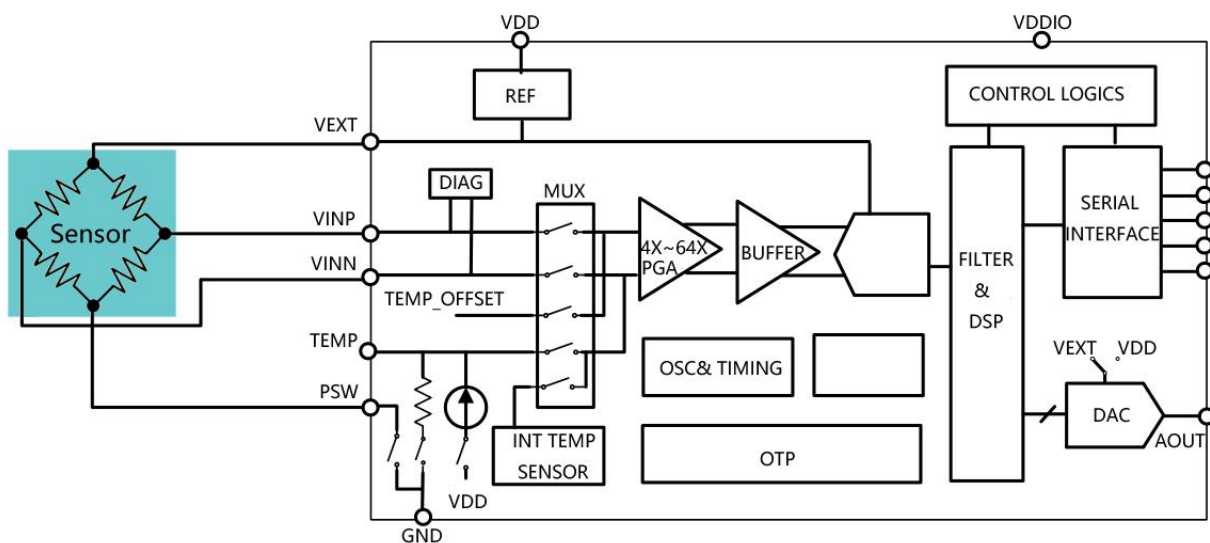 VDD
VDDIO
REF
CONTROL LOGICS
VEXT
DIAG
MUX
VINP
Sensor
SERIAL
INTERFACE
4X~64X
PGA
BUFFER
VINN
FILTER
&
DSP
TEMP_OFFSET
TEMP
OSC& TIMING
VEXT
VDD
PSW
DAC
INT TEMP
SENSOR
OTP
AOUT
VDD
GND